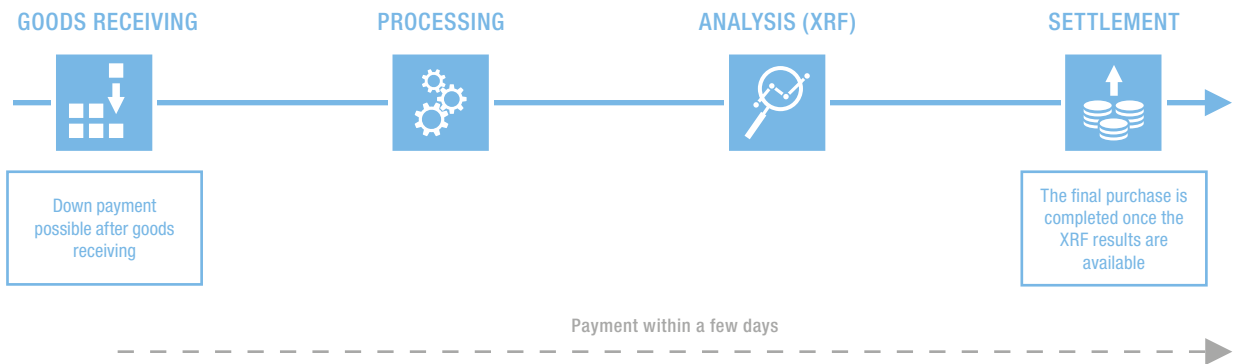 GOODS RECEIVING
PROCESSING
ANALYSIS (XRF)
SETTLEMENT
Down payment
possible after goods
receiving
The final purchase is
completed once the
XRF results are
available
Payment within a few days